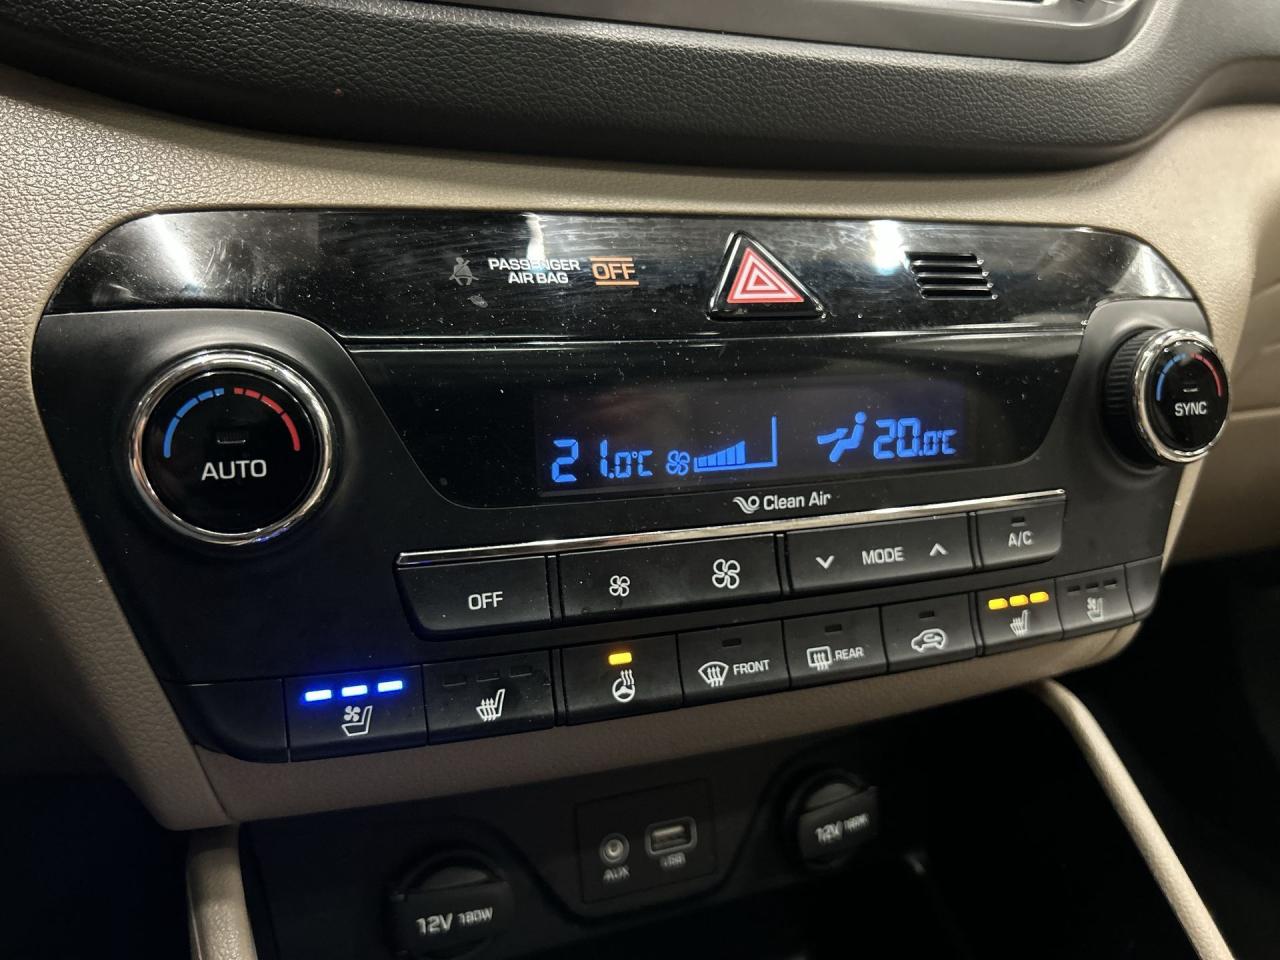 PASSENGER
AIR BAG
OFF
AUTO
SYNC
21.0°C
20.0°C
Clean Air
OFF
MODE
A/C
FRONT
REAR
12V 180W
AUX
USB
12V 180W